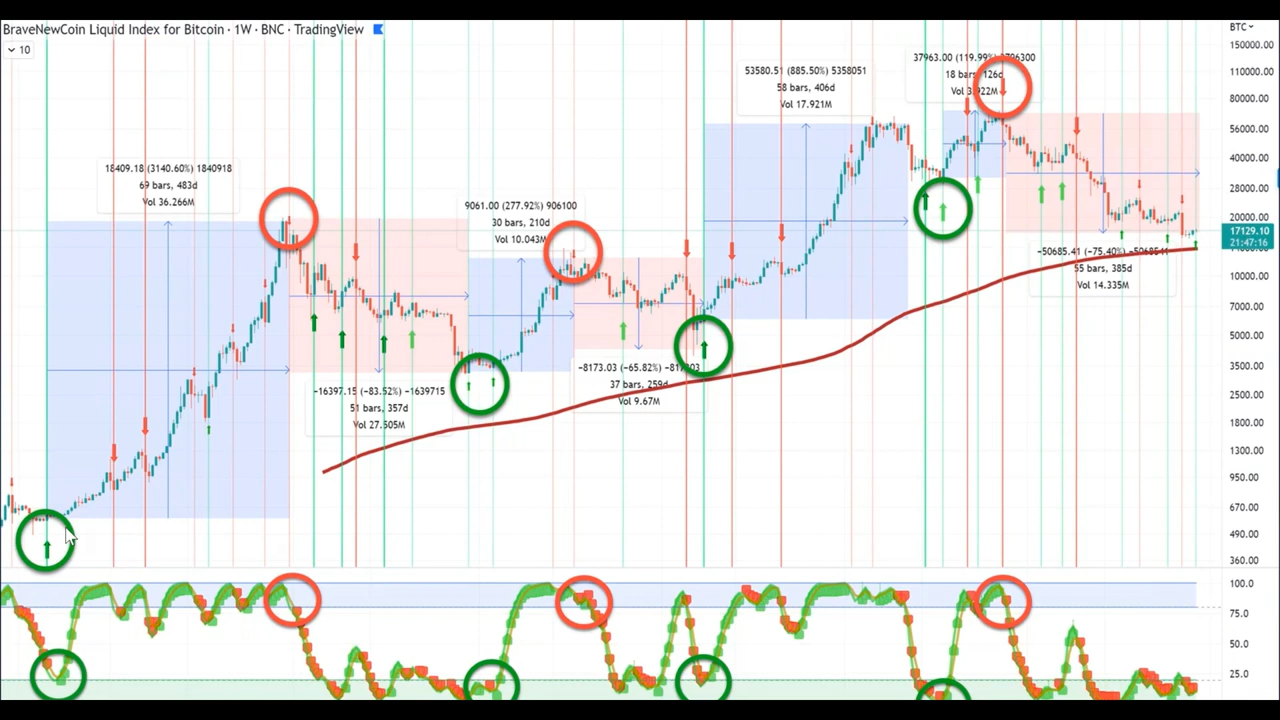 BraveNewCoin Liquid Index for Bitcoin · 1W · BNC · TradingView
10
BTC
18409.18 (3140.60%) 1840918
69 bars, 483d
Vol 36.266M
-16397.15 (-83.52%) -1639715
51 bars, 357d
Vol 27.505M
9061.00 (277.92%) 906100
30 bars, 210d
Vol 10.043M
-8173.03 (-65.82%)
37 bars, 259d
Vol 9.67M
53580.51 (885.50%) 5358051
58 bars, 406d
Vol 17.921M
37963.00 (119.99%)
18 bars, 126d
-50685.41 (-75.40%)
55 bars, 385d
Vol 14.335M
150000.00
110000.00
80000.00
56000.00
40000.00
28000.00
20000.00
17129.10
21:47:16
10000.00
7000.00
5000.00
3500.00
2500.00
1800.00
1300.00
950.00
670.00
490.00
360.00
100.0
75.0
50.0
25.0